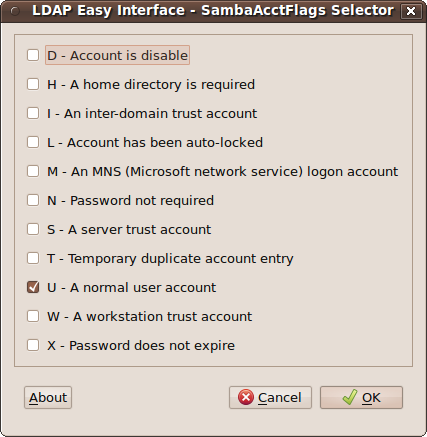 LDAP Easy Interface - SambaAcctFlags Selector
D - Account is disable
H - A home directory is required
I - An inter-domain trust account
L - Account has been auto-locked
M - An MNS (Microsoft network service) logon account
N - Password not required
S - A server trust account
T - Temporary duplicate account entry
U - A normal user account
W - A workstation trust account
X - Password does not expire
About Cancel OK